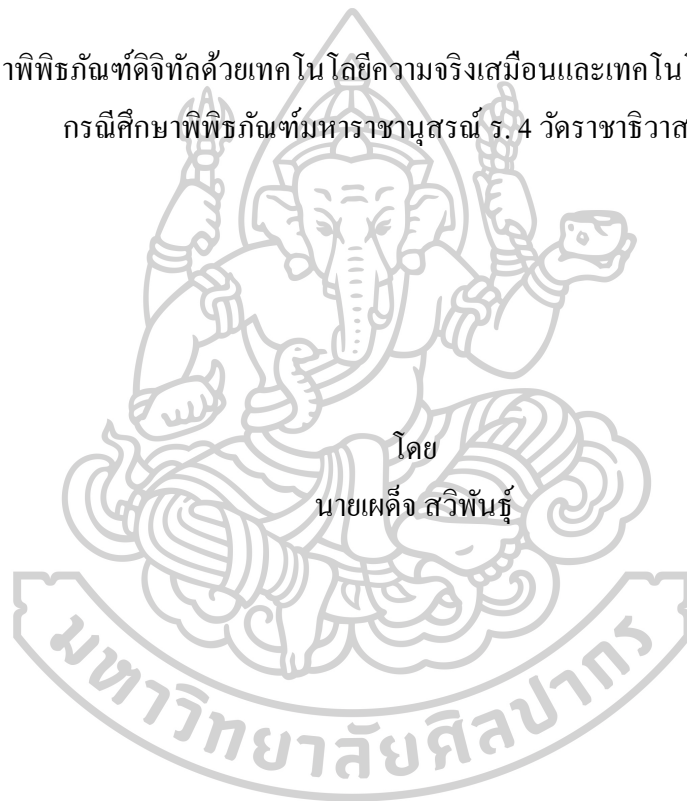 าพิพิธภัณฑ์ดิจิทัลด้วยเทคโนโลยีความจริงเสมือนและเทคโนโ
กรณีศึกษาพิพิธภัณฑ์มหาราชานุสรณ์ ร. 4 วัดราชาธิวาส
โดย
นายเผด็จ สวิพันธุ์
มหาวิทยาลัยศิลปากร